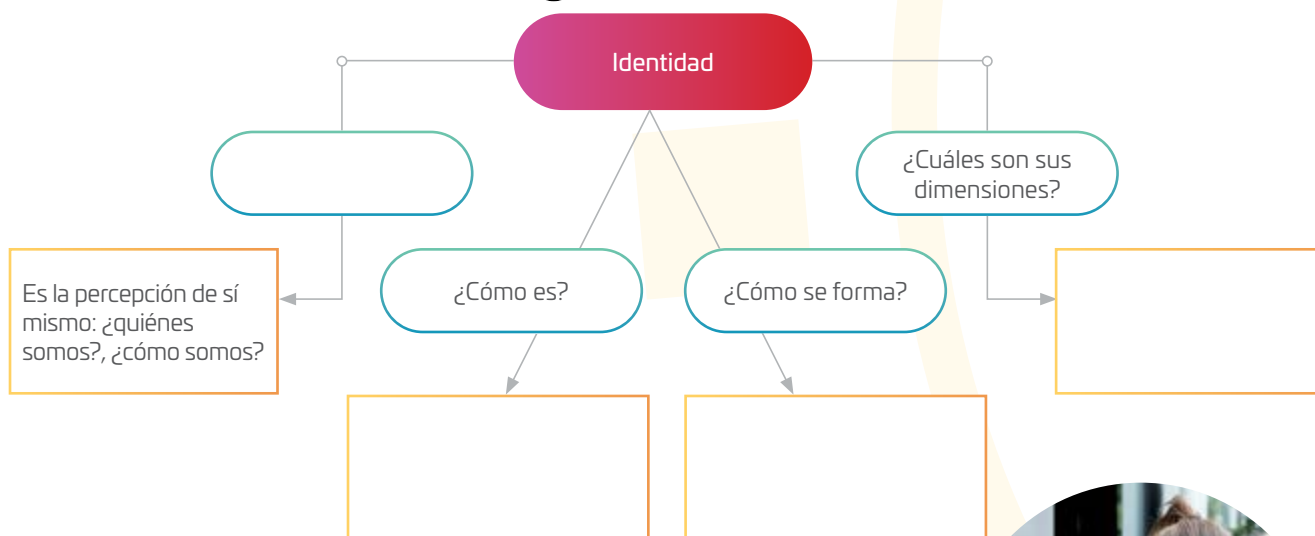 Identidad
¿Cuáles son sus
dimensiones?
Es la percepción de sí
mismo: ¿quiénes
somos?, ¿cómo somos?
¿Cómo es?
¿Cómo se forma?